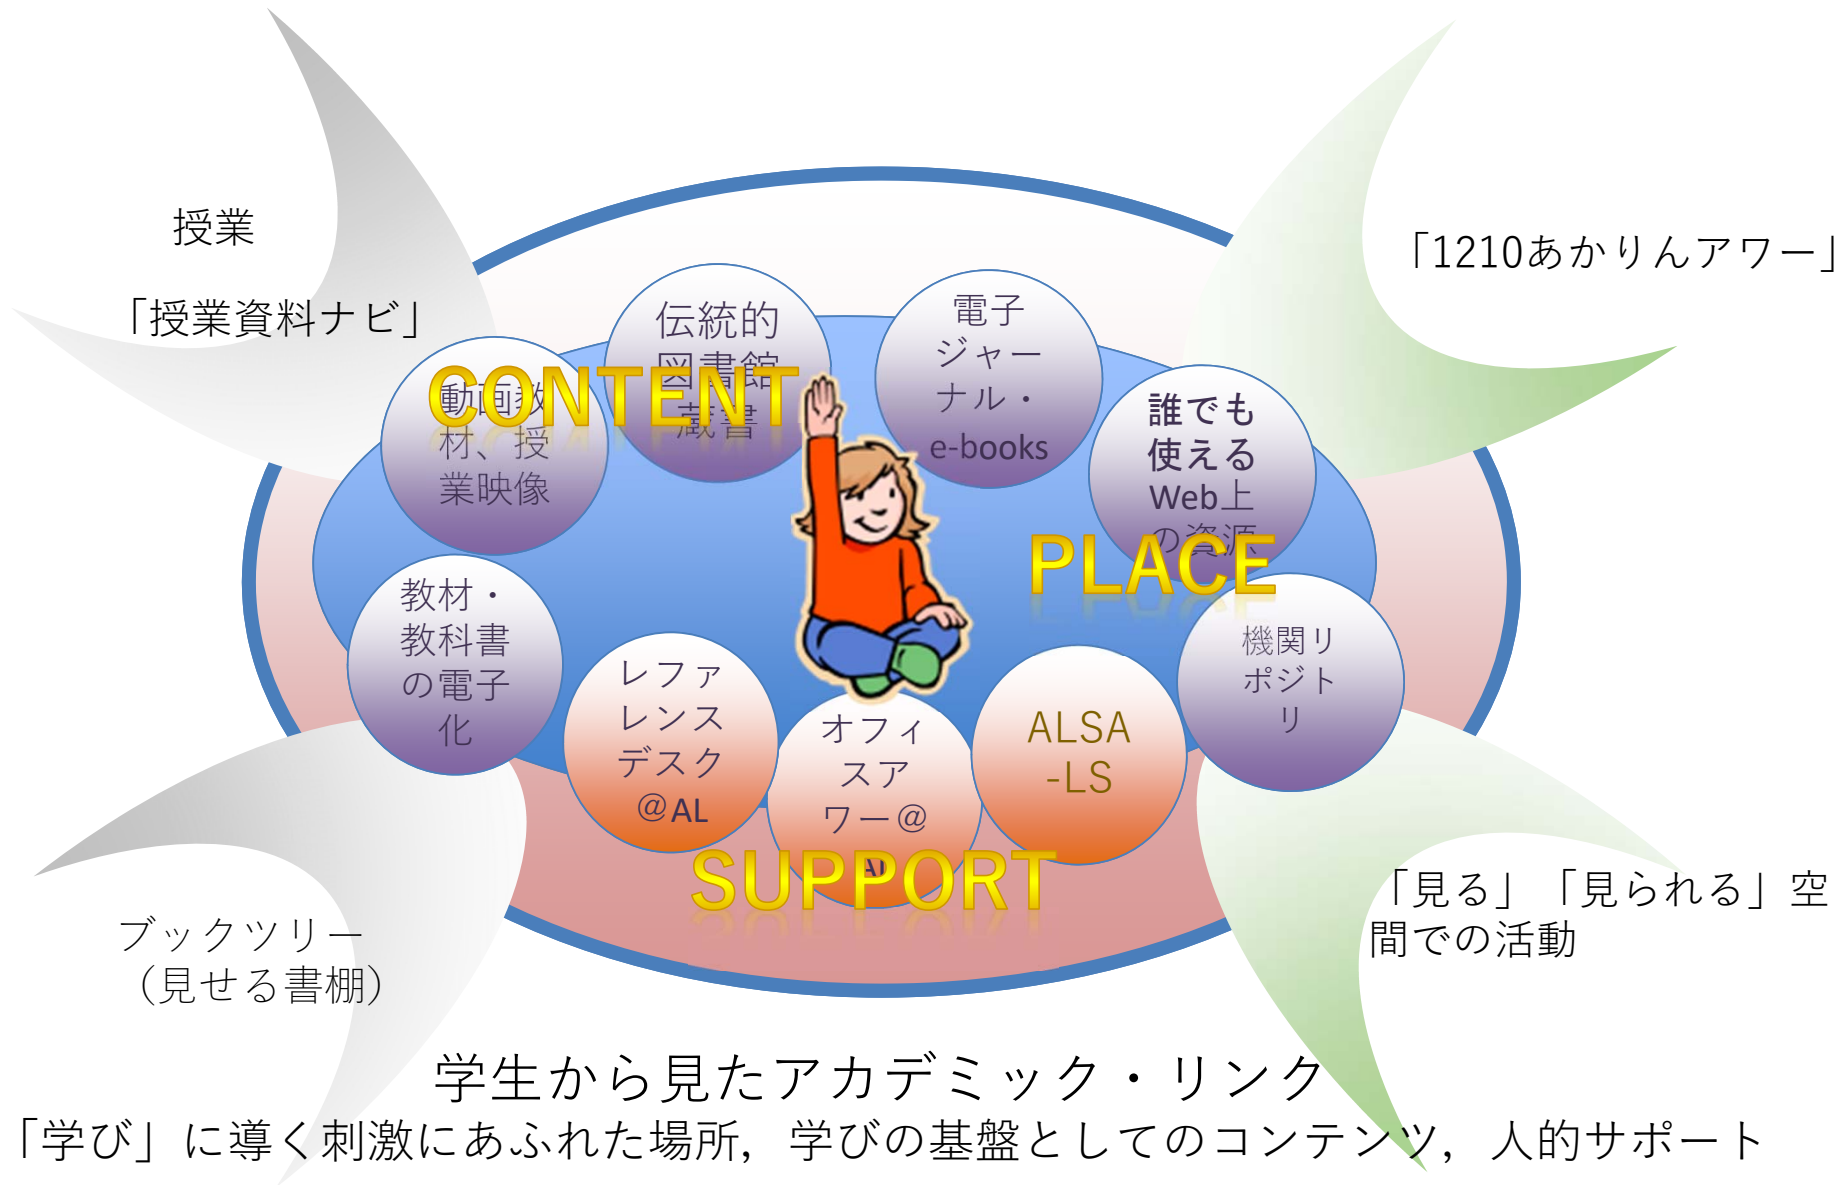 授業
「授業資料ナビ」
「1210あかりんアワー」
CONTENT
動画教
材、授
業映像
伝統的
図書館
蔵書
電子
ジャー
ナル・
e-books
誰でも
使える
Web上
の資源
PLACE
教材・
教科書
の電子
化
レファ
レンス
デスク
@AL
オフィ
スア
ワー@
AL
ALSA
-LS
機関リ
ポジト
リ
SUPPORT
ブックツリー
（見せる書棚）
「見る」「見られる」空
間での活動
学生から見たアカデミック・リンク
「学び」に導く刺激にあふれた場所，学びの基盤としてのコンテンツ，人的サポート